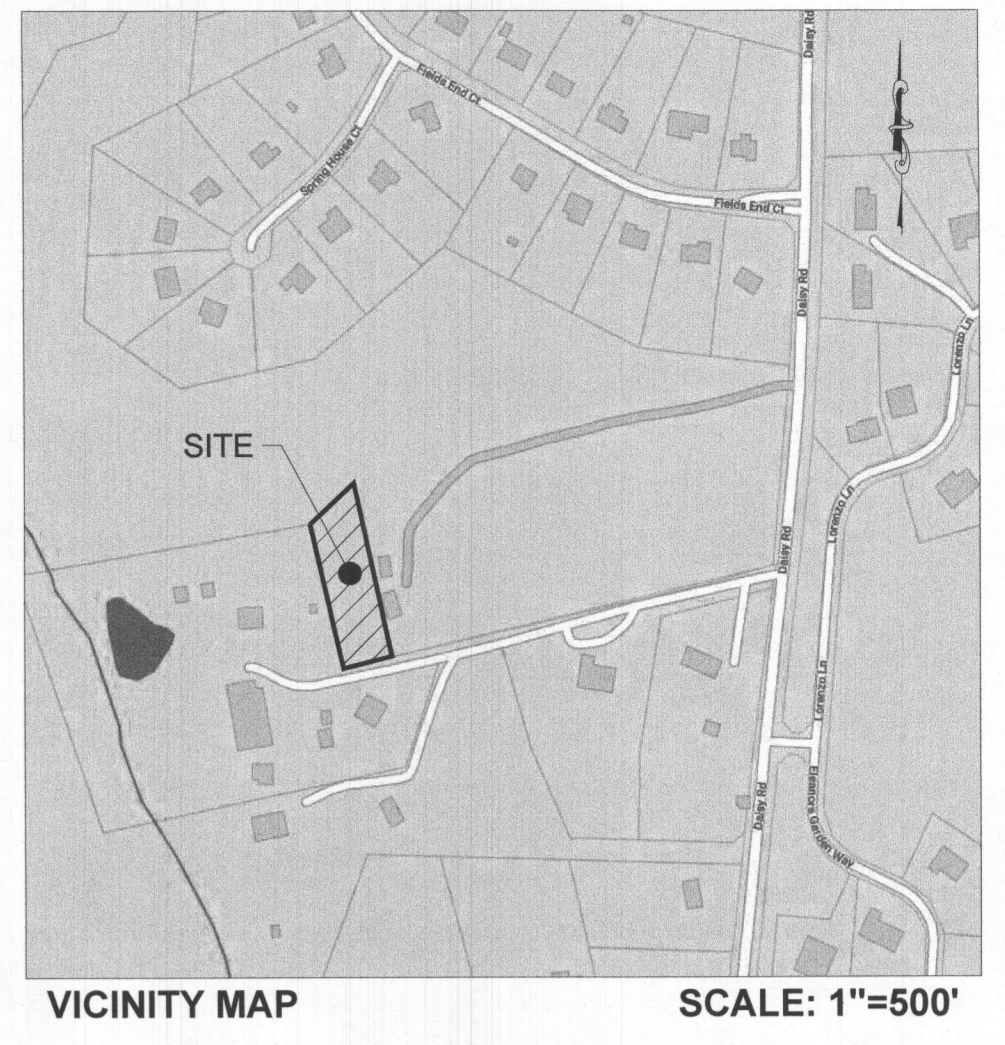 Daisy Rd
Fields End Ct
Spring House Ct
Fields End Ct
Daisy Rd
Lorenzo Ln
SITE
Lorenzo Ln
Daisy Rd
Lorenzo Ln
Daisy Rd
Eleanors Garden Way
VICINITY MAP
SCALE: 1"=500'